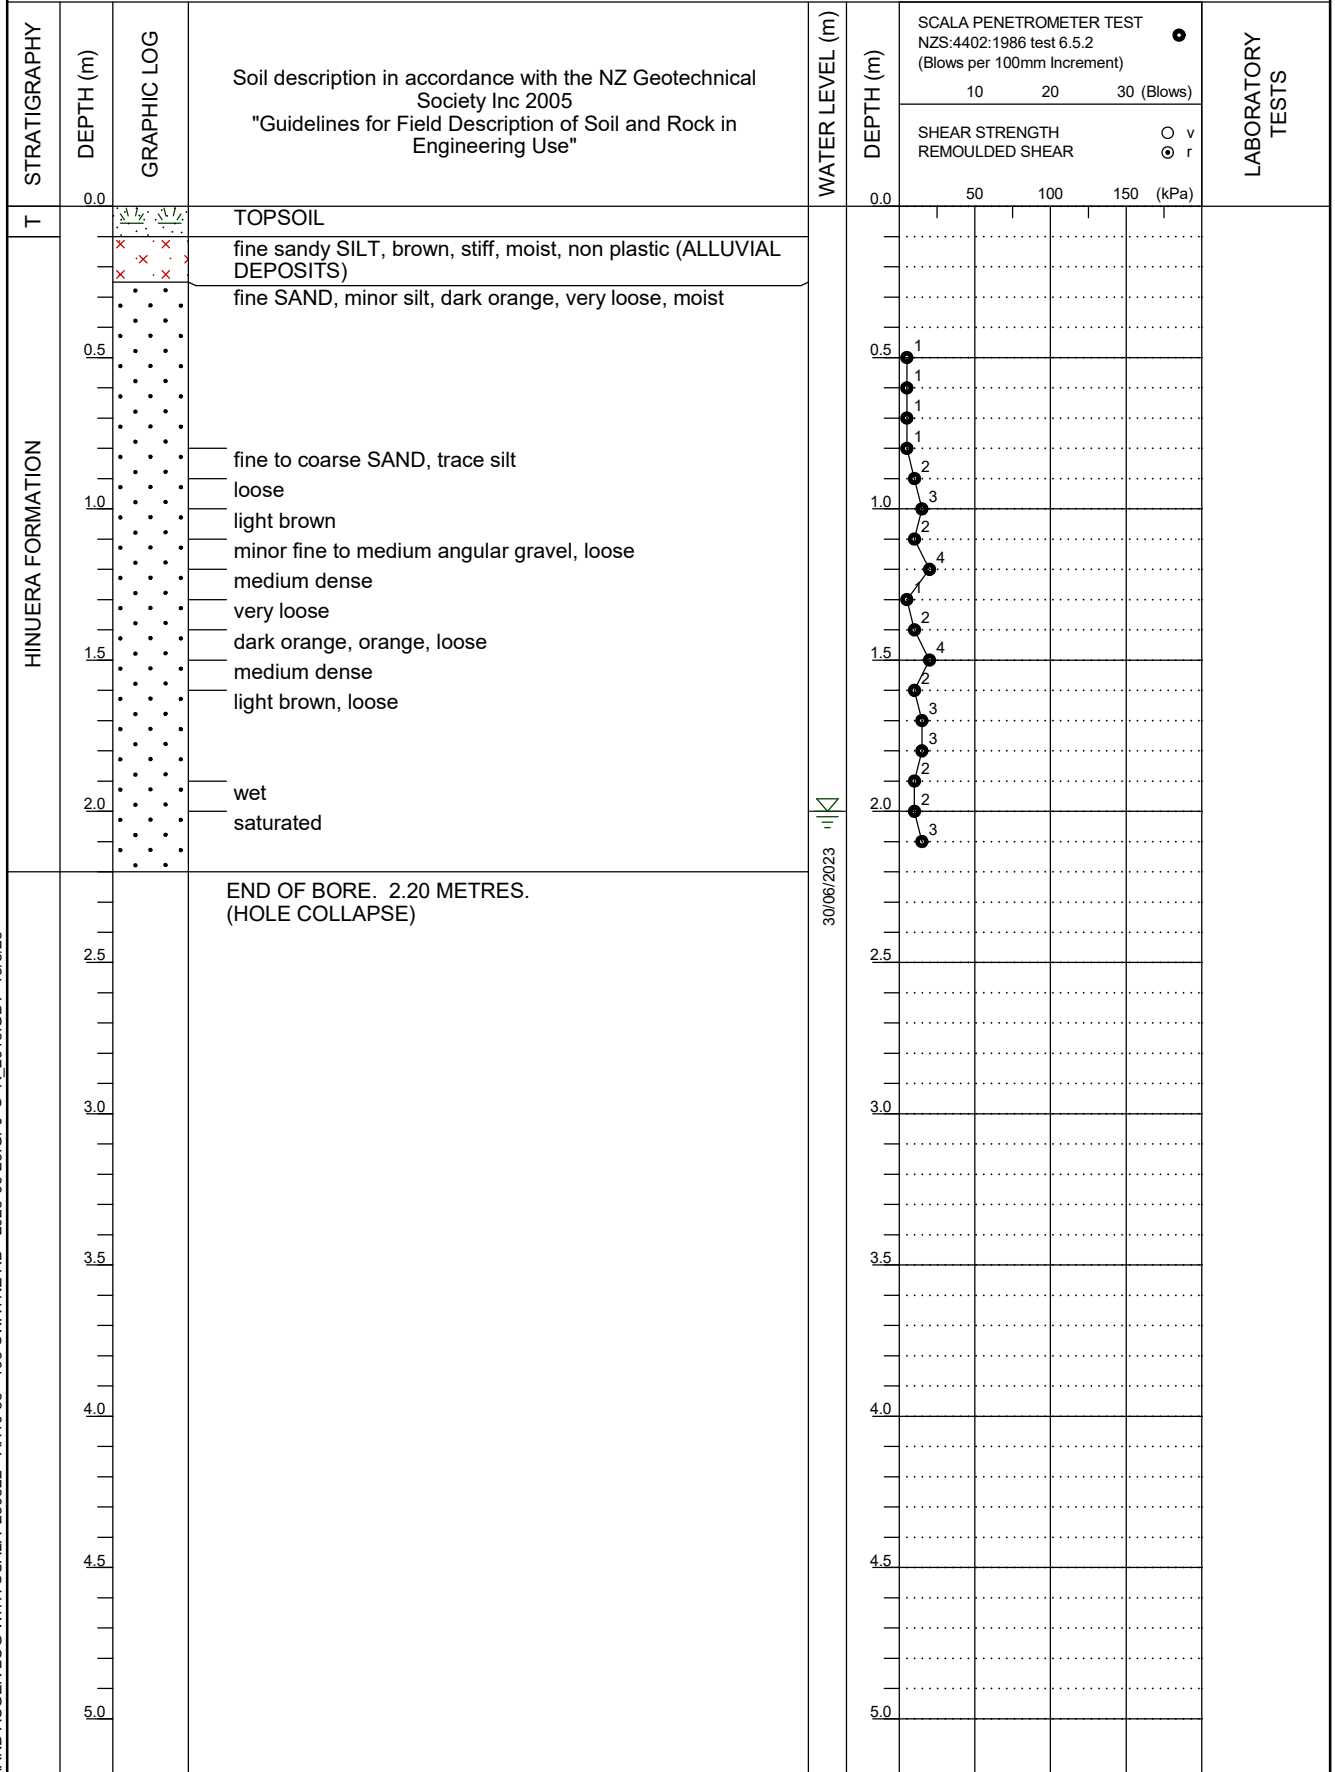 STRATIGRAPHY
DEPTH (m)
GRAPHIC LOG
Soil description in accordance with the NZ Geotechnical
Society Inc 2005
"Guidelines for Field Description of Soil and Rock in
Engineering Use"
WATER LEVEL (m)
DEPTH (m)
SCALA PENETROMETER TEST
NZS:4402:1986 test 6.5.2
(Blows per 100mm Increment)
10 20 30 (Blows)
SHEAR STRENGTH v
REMOULDED SHEAR r
50 100 150 (kPa)
LABORATORY
TESTS
0.0 0.0
T
TOPSOIL
fine sandy SILT, brown, stiff, moist, non plastic (ALLUVIAL
DEPOSITS)
fine SAND, minor silt, dark orange, very loose, moist
HINUERA FORMATION
0.5 0.5 1
1
1
1
fine to coarse SAND, trace silt
2
loose
1.0 1.0 3
light brown
2
minor fine to medium angular gravel, loose
4
medium dense
1
very loose
2
dark orange, orange, loose
1.5 1.5 4
medium dense
2
light brown, loose
3
3
2
wet
2.0 2.0 2
saturated
3
30/06/2023
END OF BORE. 2.20 METRES.
(HOLE COLLAPSE)
2.5 2.5
3.0 3.0
3.5 3.5
4.0 4.0
4.5 4.5
5.0 5.0